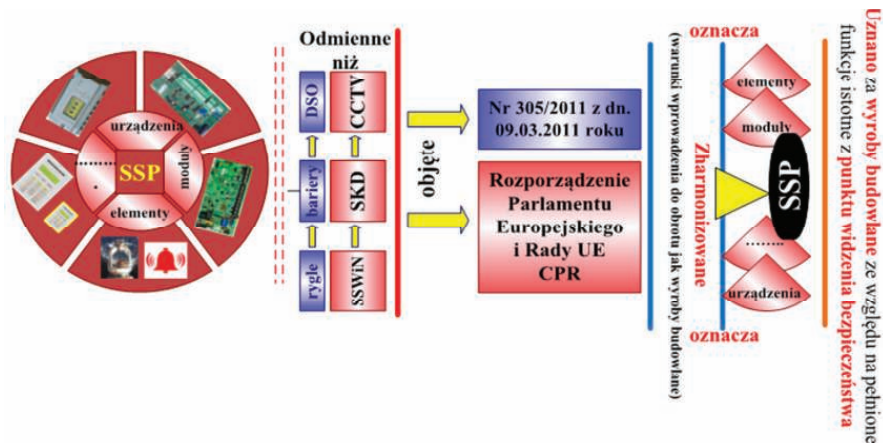 urządzenia
moduły
elementy
..........
.
SSP
Odmienne
niż
DSO
CCTV
bariery
SKD
rygle
SSWiN
objęte
Nr 305/2011 z dn.
09.03.2011 roku
Rozporządzenie
Parlamentu
Europejskiego
i Rady UE
CPR
(warunki wprowadzenia do obrotu jak wyroby budowlane)
Zharmonizowane
oznacza
elementy
moduły
SSP
........
urządzenia
oznacza
Uznano za wyroby budowlane ze względu na pełnione
funkcje istotne z punktu widzenia bezpieczeństwa